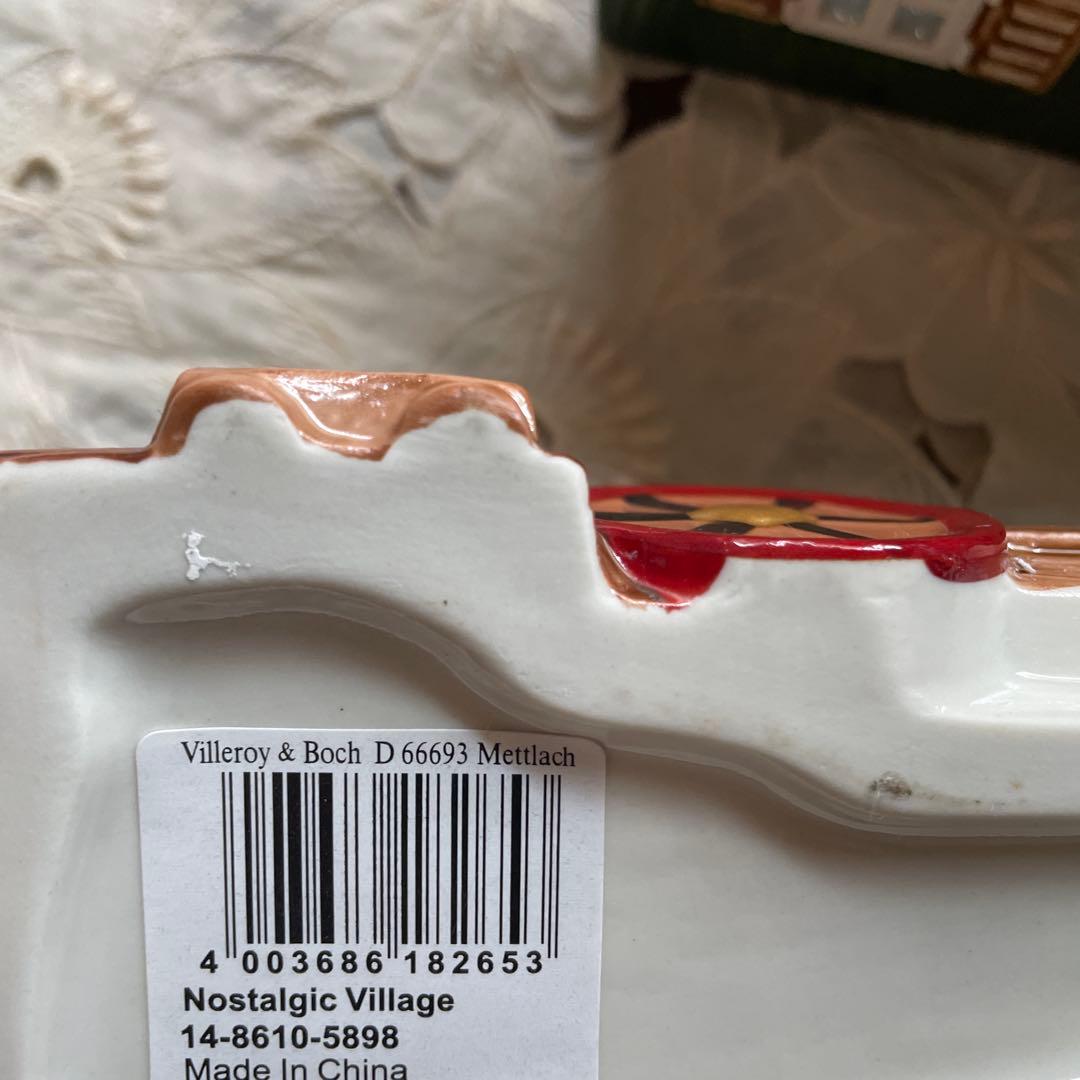 Villeroy & Boch D 66693 Mettlach
4 003686 182653
Nostalgic Village
14-8610-5898
Made In China